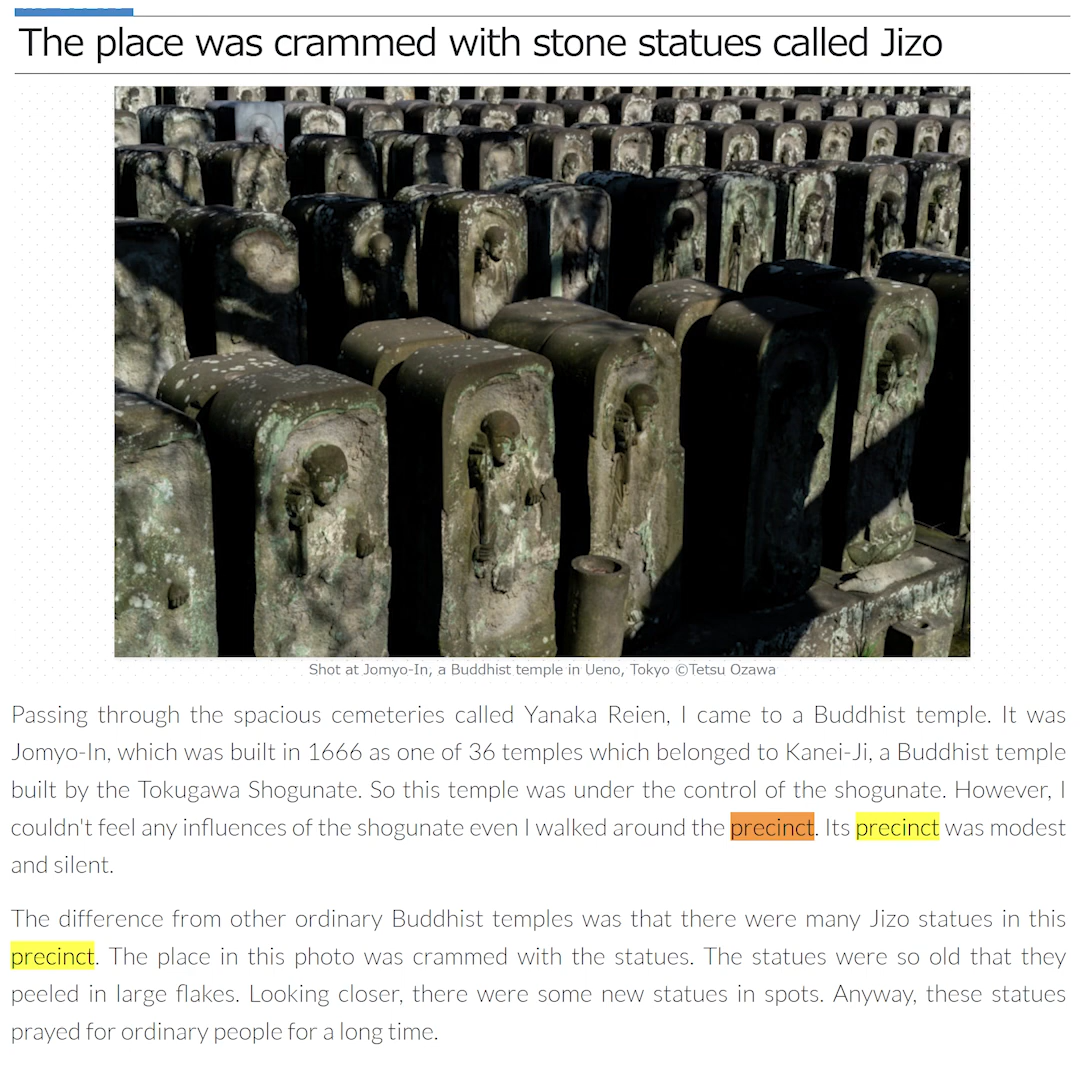 The place was crammed with stone statues called Jizo
Shot at Jomyo-In, a Buddhist temple in Ueno, Tokyo ©Tetsu Ozawa
Passing through the spacious cemeteries called Yanaka Reien, I came to a Buddhist temple. It was
Jomyo-In, which was built in 1666 as one of 36 temples which belonged to Kanei-Ji, a Buddhist temple
built by the Tokugawa Shogunate. So this temple was under the control of the shogunate. However, I
couldn't feel any influences of the shogunate even I walked around the precinct. Its precinct was modest
and silent.
The difference from other ordinary Buddhist temples was that there were many Jizo statues in this
precinct. The place in this photo was crammed with the statues. The statues were so old that they
peeled in large flakes. Looking closer, there were some new statues in spots. Anyway, these statues
prayed for ordinary people for a long time.